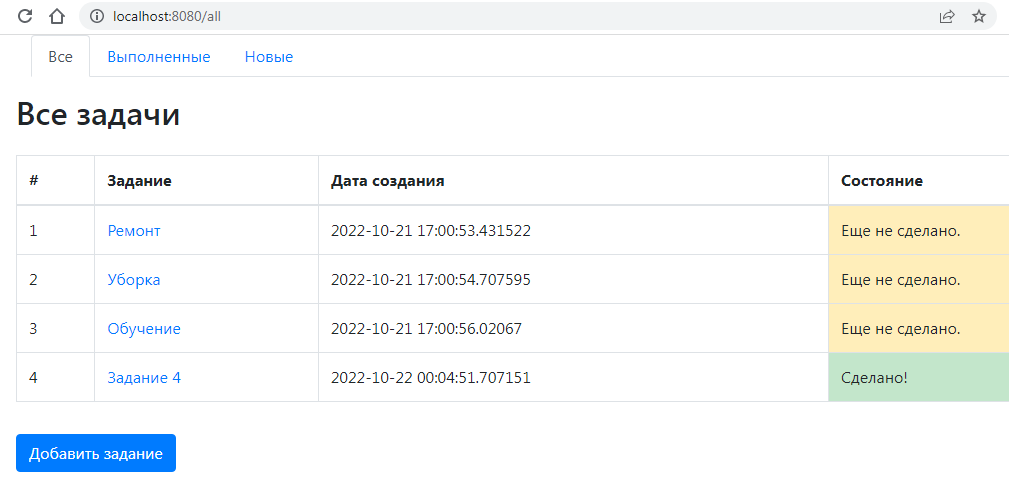 localhost:8080/all
Все Выполненные Новые
Все задачи
# Задание Дата создания Состояние
1 Ремонт 2022-10-21 17:00:53.431522 Еще не сделано.
2 Уборка 2022-10-21 17:00:54.707595 Еще не сделано.
3 Обучение 2022-10-21 17:00:56.02067 Еще не сделано.
4 Задание 4 2022-10-22 00:04:51.707151 Сделано!
Добавить задание